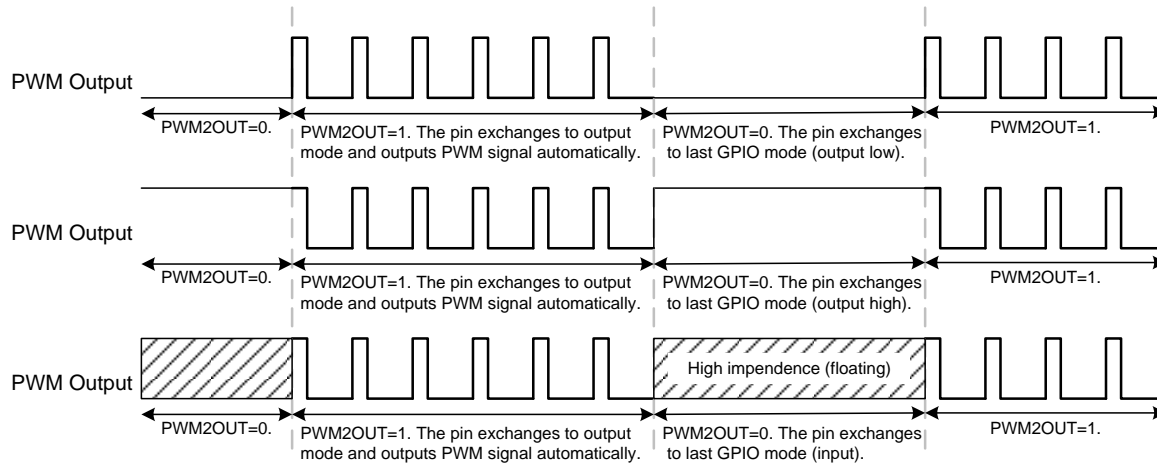 PWM Output
PWM2OUT=0.
PWM2OUT=1. The pin exchanges to output
mode and outputs PWM signal automatically.
PWM2OUT=0. The pin exchanges
to last GPIO mode (output low).
PWM2OUT=1.
PWM Output
PWM2OUT=0.
PWM2OUT=1. The pin exchanges to output
mode and outputs PWM signal automatically.
PWM2OUT=0. The pin exchanges
to last GPIO mode (output high).
PWM2OUT=1.
PWM Output
High impendence (floating)
PWM2OUT=0.
PWM2OUT=1. The pin exchanges to output
mode and outputs PWM signal automatically.
PWM2OUT=0. The pin exchanges
to last GPIO mode (input).
PWM2OUT=1.